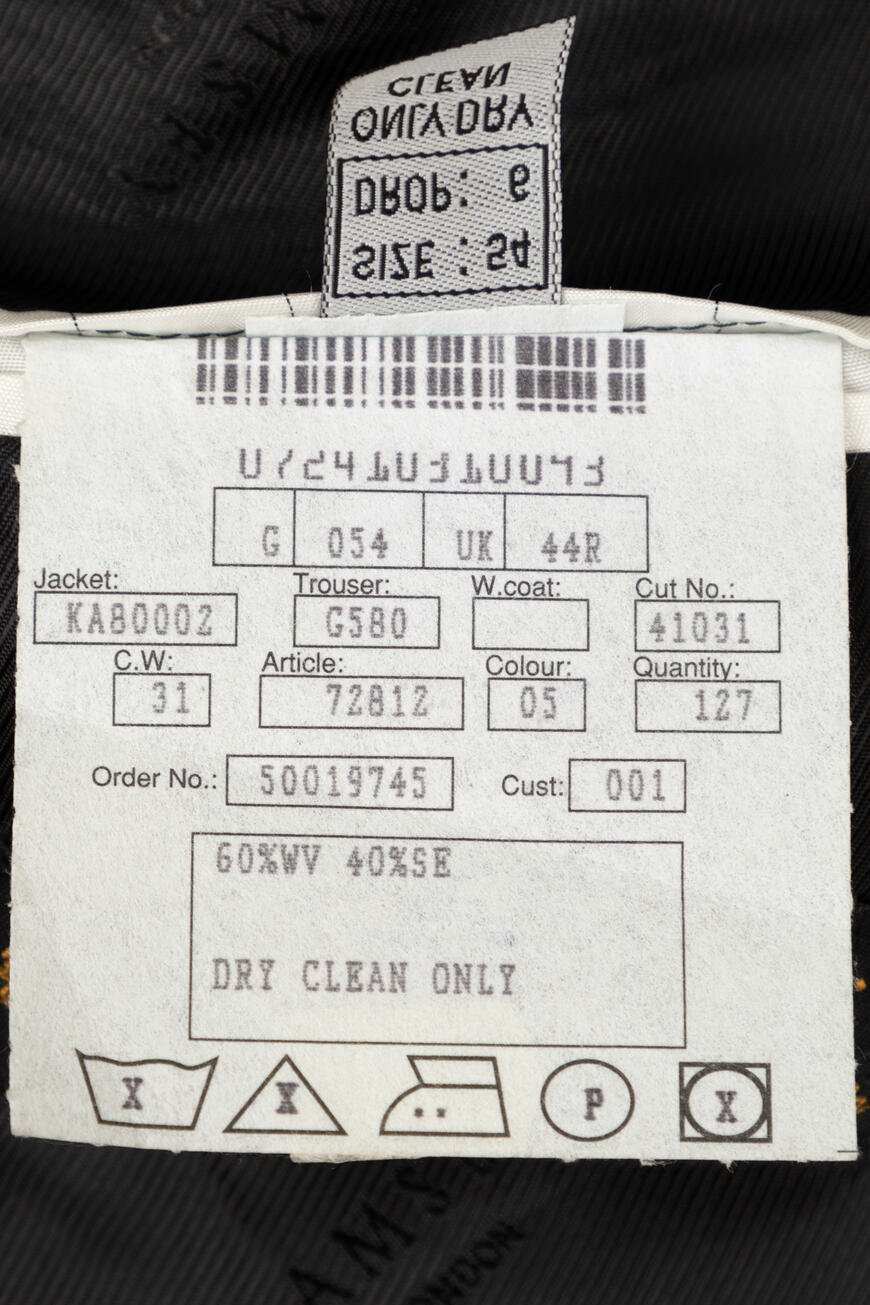 CLEAN
ONLY DRY
DROP: 6
SIZE : 54
G 054 UK 44R
Jacket: Trouser: W.coat: Cut No.:
KA80002 G580 41031
C.W: Article: Colour: Quantity:
31 72812 05 127
Order No.: 50019745 Cust: 001
60%WV 40%SE
DRY CLEAN ONLY
X X P X